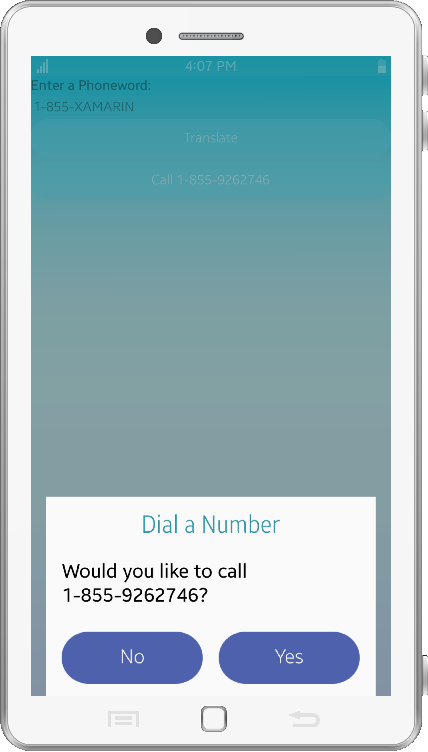 4:07 PM
Enter a Phoneword:
1-855-XAMARIN
Translate
Call 1-855-9262746
Dial a Number
Would you like to call
1-855-9262746?
No
Yes